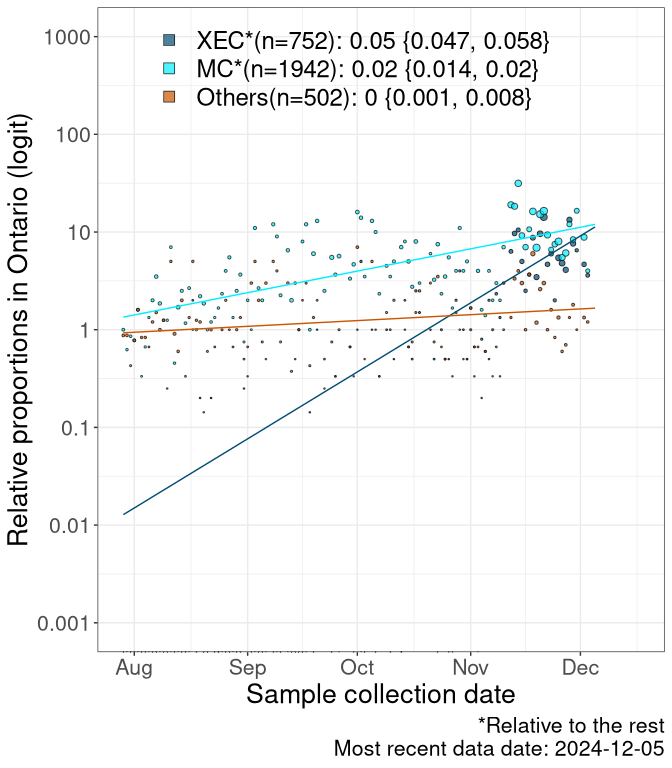 XEC*(n=752): 0.05 {0.047, 0.058}
MC*(n=1942): 0.02 {0.014, 0.02}
Others(n=502): 0 {0.001, 0.008}
Relative proportions in Ontario (logit)
1000
100
10
1
0.1
0.01
0.001
Aug Sep Oct Nov Dec
Sample collection date
*Relative to the rest
Most recent data date: 2024-12-05